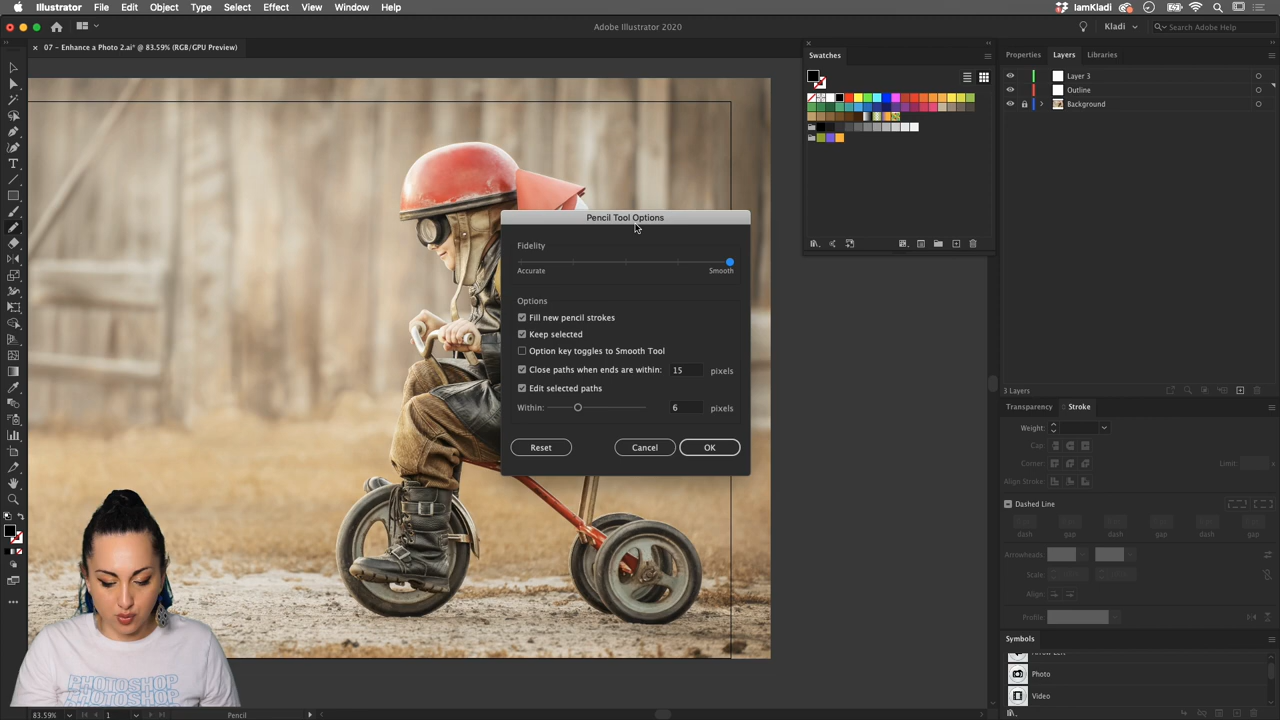 Illustrator File Edit Object Type Select Effect View Window Help
IamKladi
Adobe Illustrator 2020
Kladi
Search Adobe Help
07 - Enhance a Photo 2.ai* @ 83.59% (RGB/GPU Preview)
Swatches
Properties Layers Libraries
Layer 3
Outline
Background
Pencil Tool Options
Fidelity
Accurate Smooth
Options
Fill new pencil strokes
Keep selected
Option key toggles to Smooth Tool
Close paths when ends are within: 15 pixels
Edit selected paths
Within: 6 pixels
Reset Cancel OK
3 Layers
Transparency Stroke
Weight:
Cap:
Corner: Limit:
Align Stroke:
Dashed Line
dash gap dash gap dash gap
Arrowheads:
Scale:
Align:
Profile:
Symbols
Photo
Video
PHOTOSHOP
PHOTOSHOP
83.59% 1 Pencil